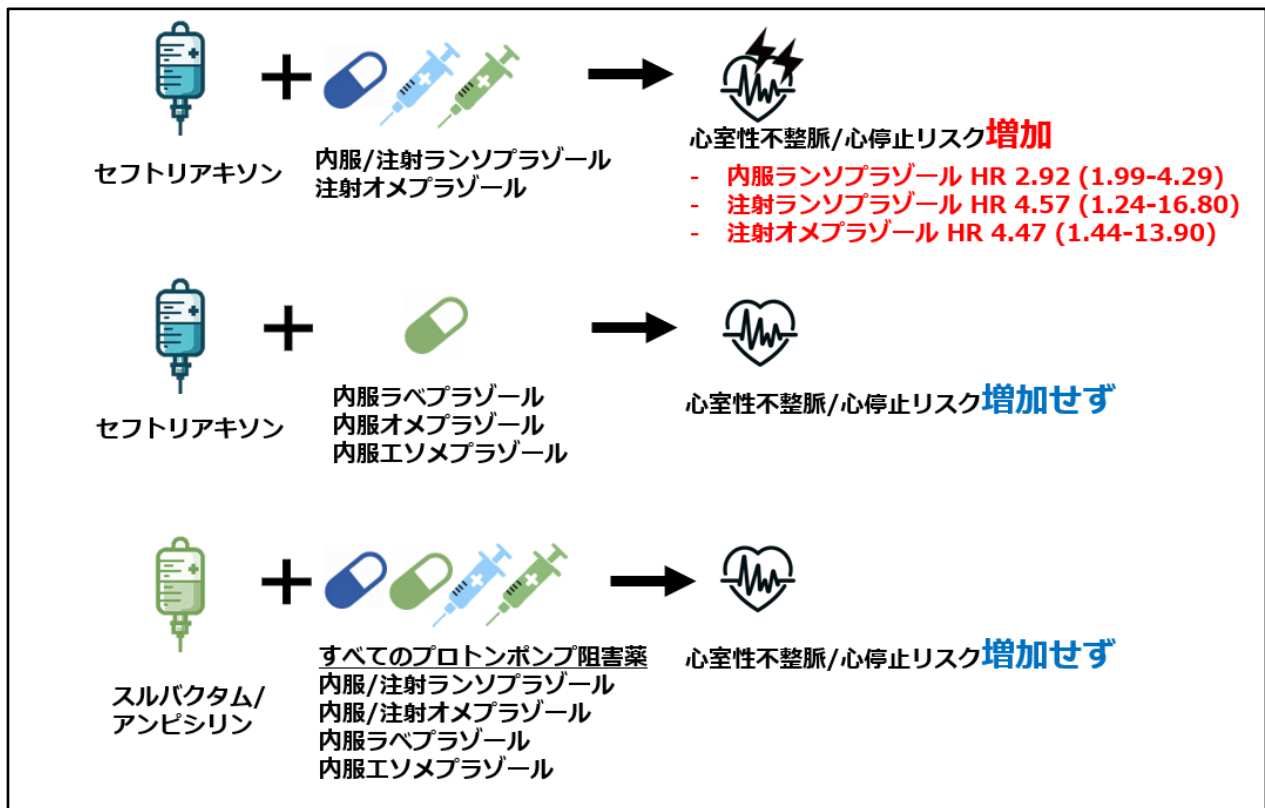 セフトリアキソン
内服/注射ランソプラゾール
注射オメプラゾール
心室性不整脈/心停止リスク増加
- 内服ランソプラゾール HR 2.92 (1.99-4.29)
- 注射ランソプラゾール HR 4.57 (1.24-16.80)
- 注射オメプラゾール HR 4.47 (1.44-13.90)
セフトリアキソン
内服ラベプラゾール
内服オメプラゾール
内服エソメプラゾール
心室性不整脈/心停止リスク増加せず
スルバクタム/
アンピシリン
すべてのプロトンポンプ阻害薬
内服/注射ランソプラゾール
内服/注射オメプラゾール
内服ラベプラゾール
内服エソメプラゾール
心室性不整脈/心停止リスク増加せず